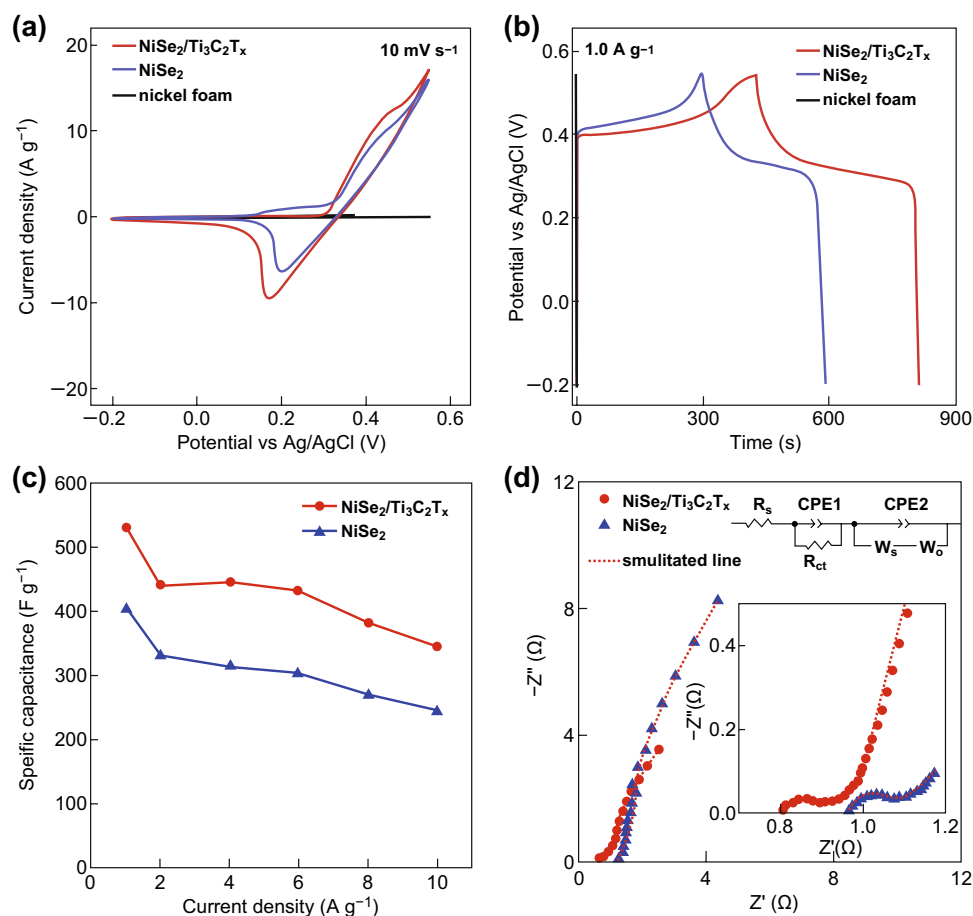 (a)
NiSe₂/Ti₃C₂Tₓ
NiSe₂
nickel foam
10 mV s⁻¹
20
10
0
−10
−20
Current density (A g⁻¹)
−0.2
0.0
0.2
0.4
0.6
Potential vs Ag/AgCl (V)
(b)
1.0 A g⁻¹
NiSe₂/Ti₃C₂Tₓ
NiSe₂
nickel foam
0.6
0.4
0.2
0.0
−0.2
Potential vs Ag/AgCl (V)
0
300
600
900
Time (s)
(c)
NiSe₂/Ti₃C₂Tₓ
NiSe₂
600
500
400
300
200
100
0
Speific capacitance (F g⁻¹)
0
2
4
6
8
10
Current density (A g⁻¹)
(d)
NiSe₂/Ti₃C₂Tₓ
NiSe₂
smulitated line
Rₛ
CPE1
CPE2
R_ct
Wₛ
Wₒ
12
8
4
0
−Z″ (Ω)
0
4
8
12
Z′ (Ω)
0.4
0.2
0.0
−Z″(Ω)
0.8
1.0
1.2
Z′(Ω)